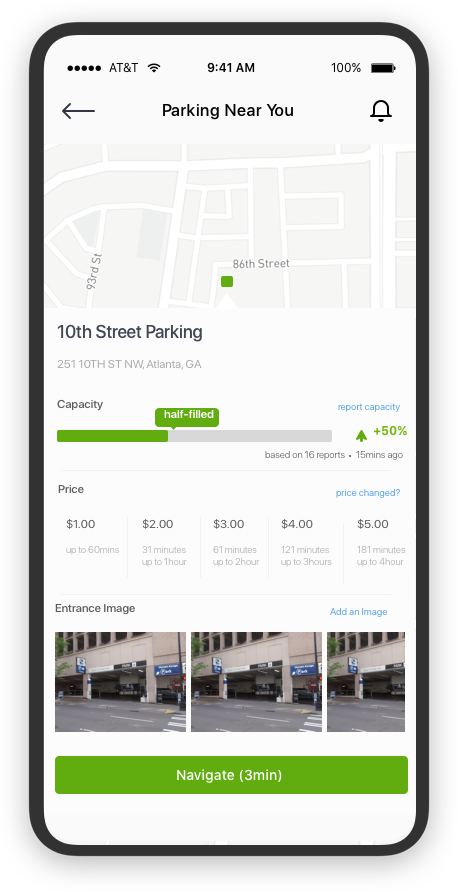 ●●●●● AT&T 9:41 AM 100%
Parking Near You
86th Street
93rd St
10th Street Parking
251 10TH ST NW, Atlanta, GA
Capacity
report capacity
half-filled
+50%
based on 16 reports • 15mins ago
Price
price changed?
$1.00 $2.00 $3.00 $4.00 $5.00
up to 60mins 31 minutes 61 minutes 121 minutes 181 minutes
up to 1hour up to 2hour up to 3hours up to 4hour
Entrance Image
Add an Image
Navigate (3min)